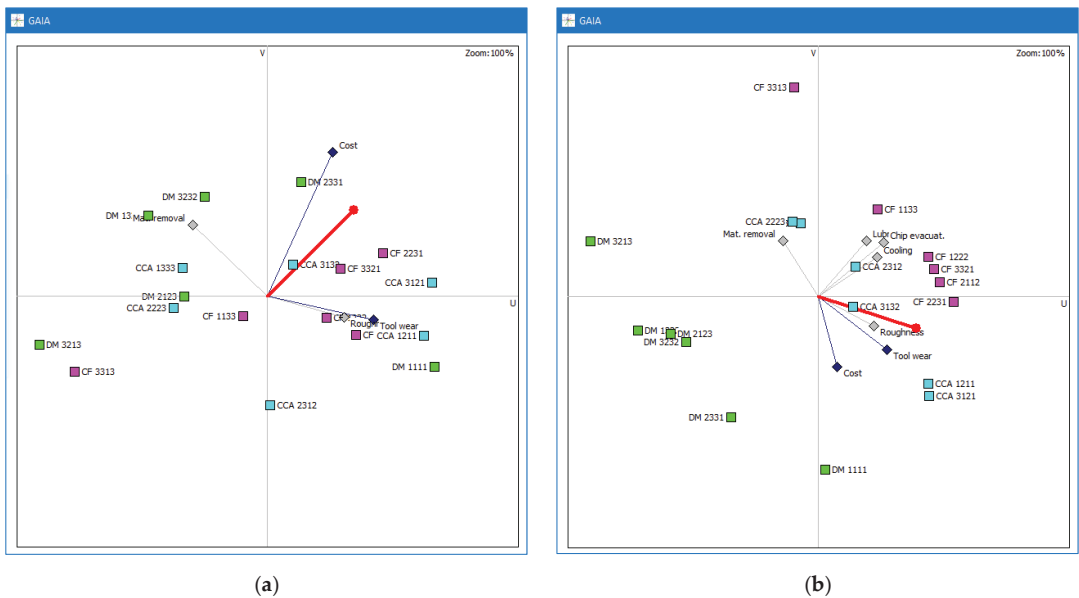 GAIA
V
Zoom:100%
Cost
DM 2331
DM 3232
DM 13
Mat. removal
CF 2231
CCA 3132
CF 3321
CCA 1333
CCA 3121
DM 2123
U
CCA 2223
CF 1133
Tool wear
CCA 1211
CF
DM 3213
DM 1111
CF 3313
CCA 2312
(a)
GAIA
V
Zoom:100%
CF 3313
CF 1133
CCA 2223
Mat. removal
Chip evacuat.
DM 3213
Cooling
CF 1222
CCA 2312
CF 3321
CF 2112
U
CF 2231
CCA 3132
Roughness
DM 2123
DM 3232
Tool wear
Cost
CCA 1211
CCA 3121
DM 2331
DM 1111
(b)